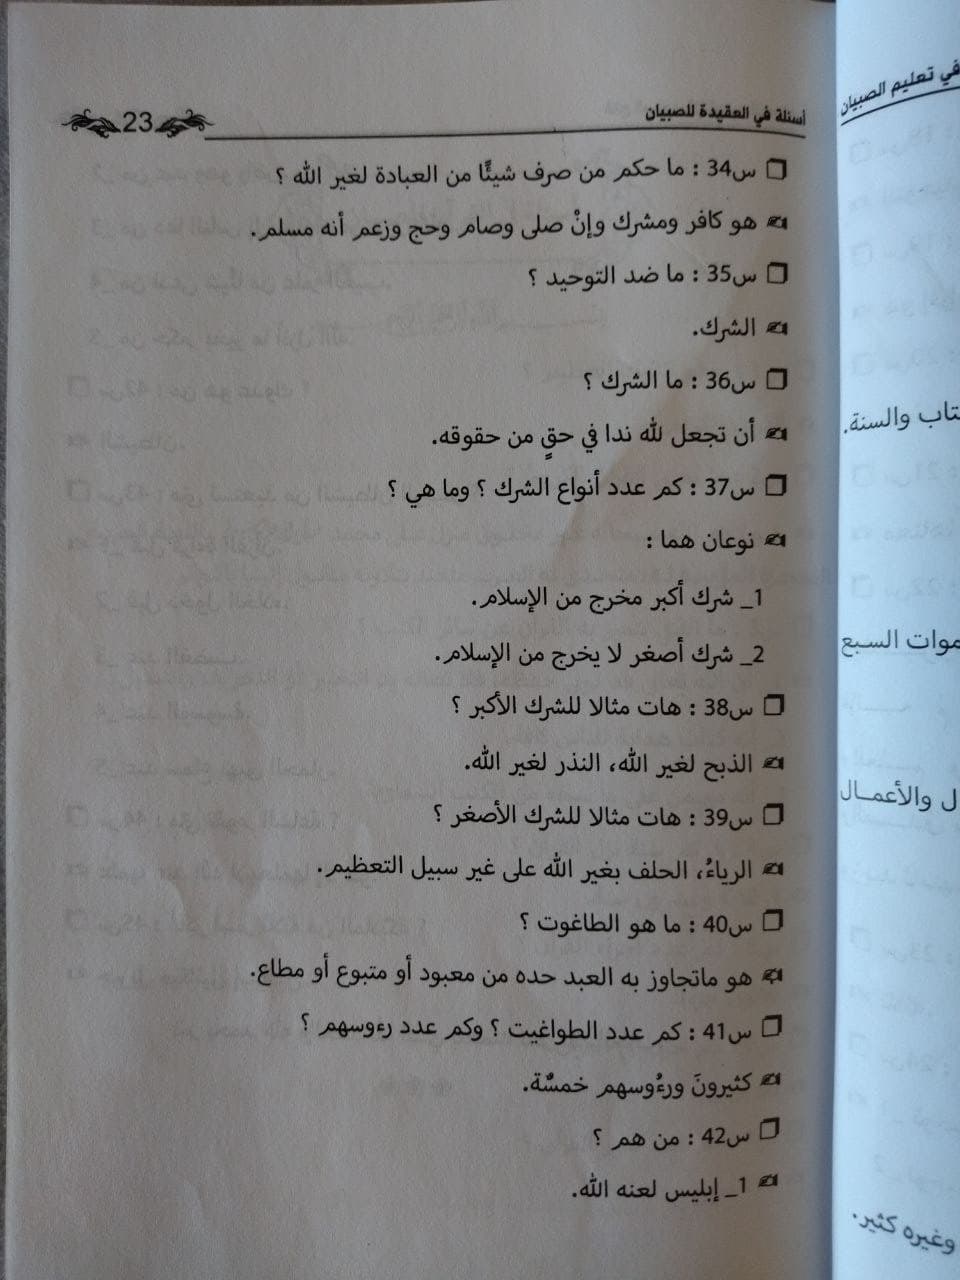 أسئلة في العقيدة للصبيان
23
س34 : ما حكم من صرف شيئًا من العبادة لغير الله ؟
هو كافر ومشرك وإنْ صلى وصام وحج وزعم أنه مسلم.
س35 : ما ضد التوحيد ؟
الشرك.
س36 : ما الشرك ؟
أن تجعل لله ندا في حقٍ من حقوقه.
س37 : كم عدد أنواع الشرك ؟ وما هي ؟
نوعان هما :
1_ شرك أكبر مخرج من الإسلام.
2_ شرك أصغر لا يخرج من الإسلام.
س38 : هات مثالا للشرك الأكبر ؟
الذبح لغير الله، النذر لغير الله.
س39 : هات مثالا للشرك الأصغر ؟
الرياءُ، الحلف بغير الله على غير سبيل التعظيم.
س40 : ما هو الطاغوت ؟
هو ماتجاوز به العبد حده من معبود أو متبوع أو مطاع.
س41 : كم عدد الطواغيت ؟ وكم عدد رءوسهم ؟
كثيرونَ ورءُوسهم خمسٌة.
س42 : من هم ؟
1_ إبليس لعنه الله.
في تعليم الصبيان
والسنة.
السبع
والأعمال
وغيره كثير.